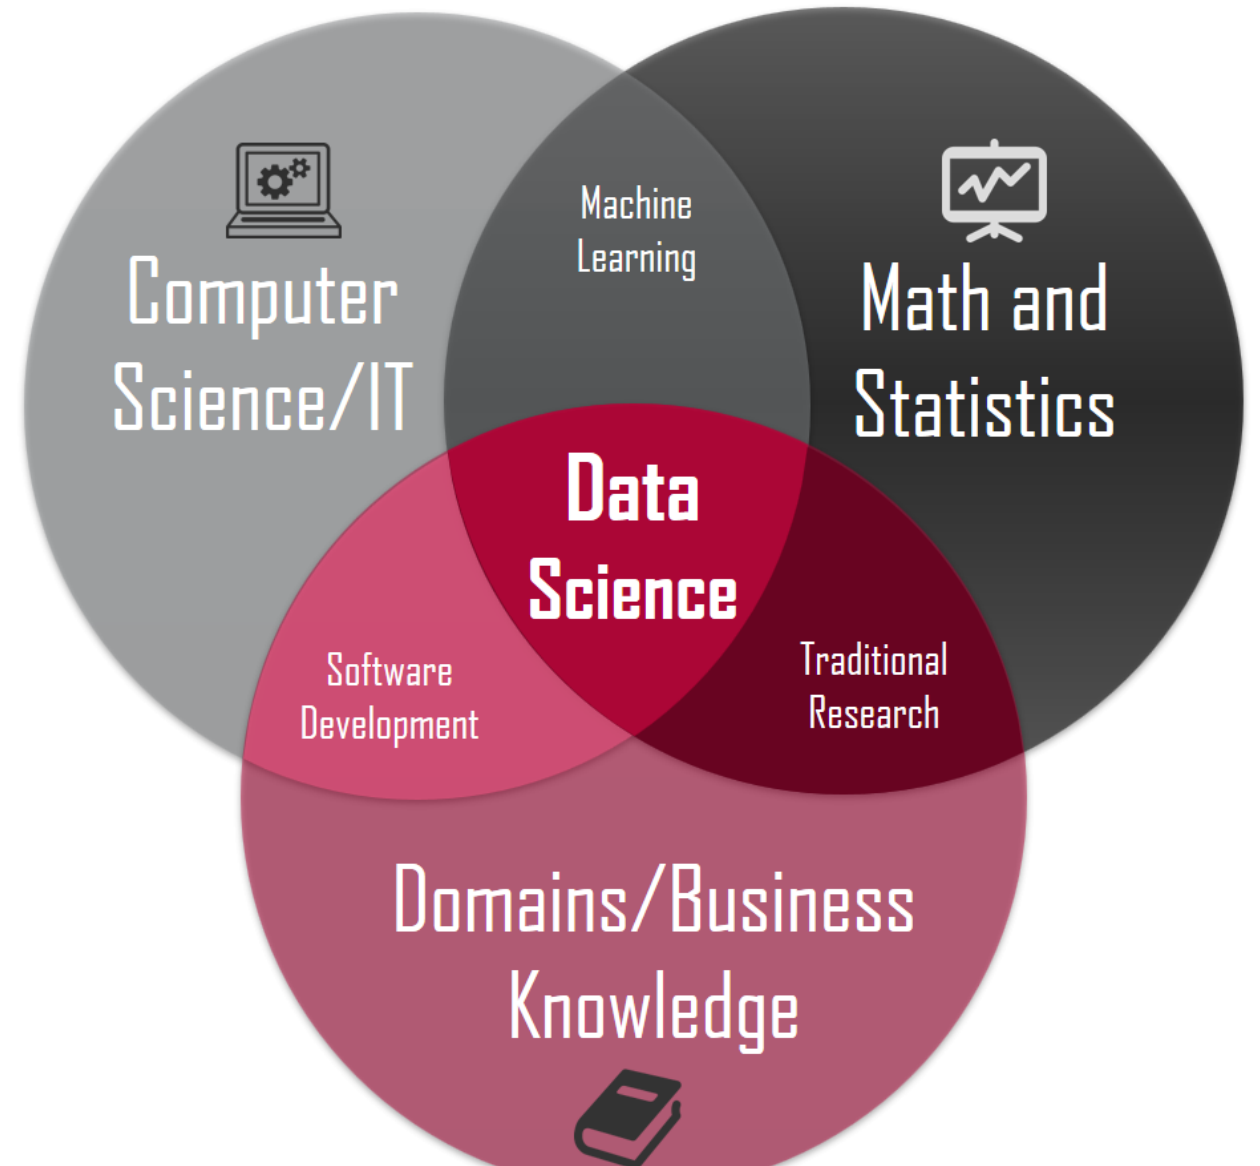 Machine
Learning
Computer
Science/IT
Math and
Statistics
Data
Science
Software
Development
Traditional
Research
Domains/Business
Knowledge